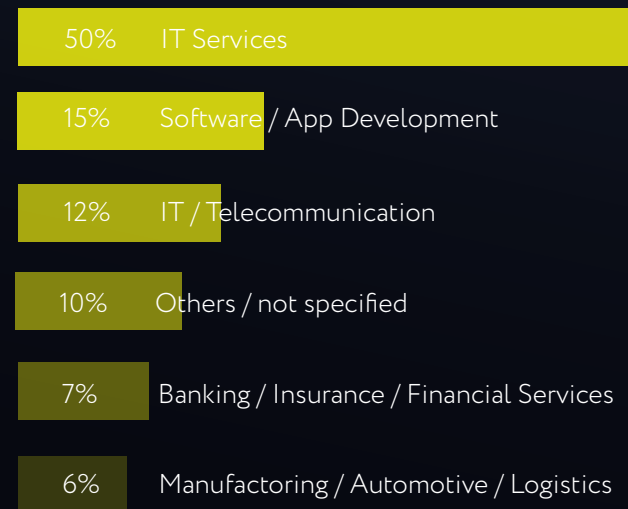 50% IT Services
15% Software / App Development
12% IT / Telecommunication
10% Others / not specified
7% Banking / Insurance / Financial Services
6% Manufactoring / Automotive / Logistics